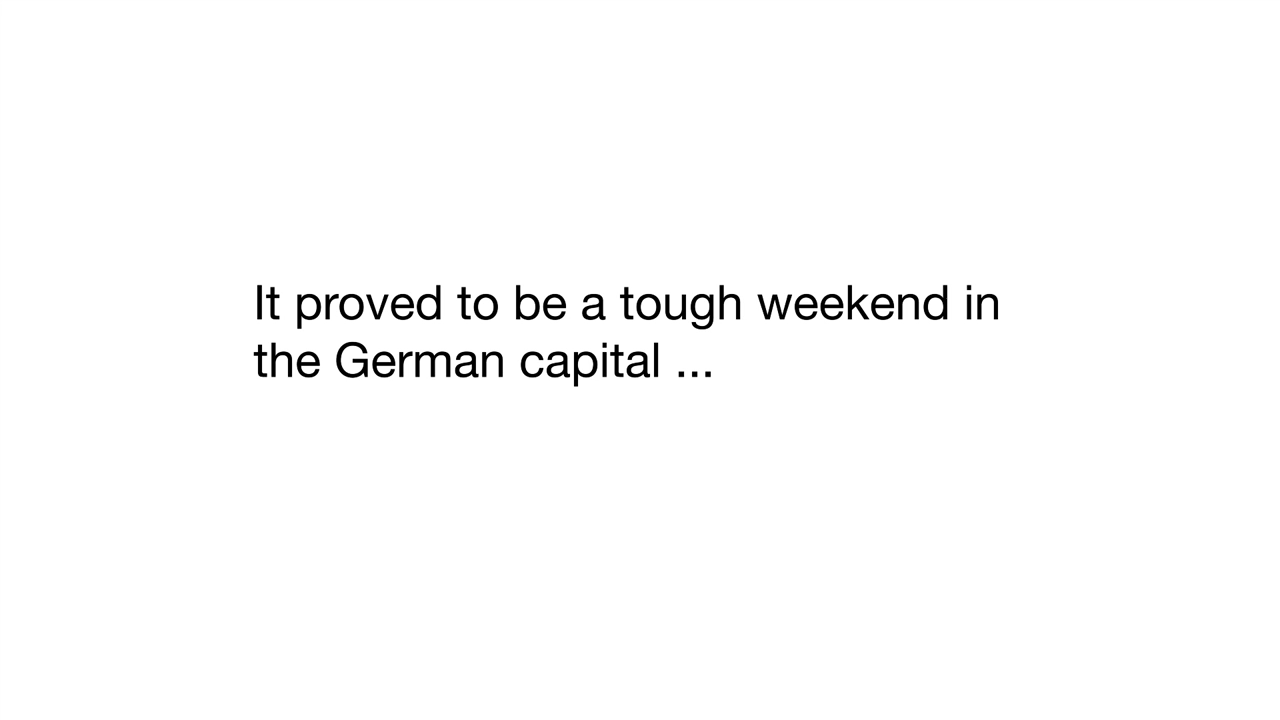 It proved to be a tough weekend in
the German capital ...